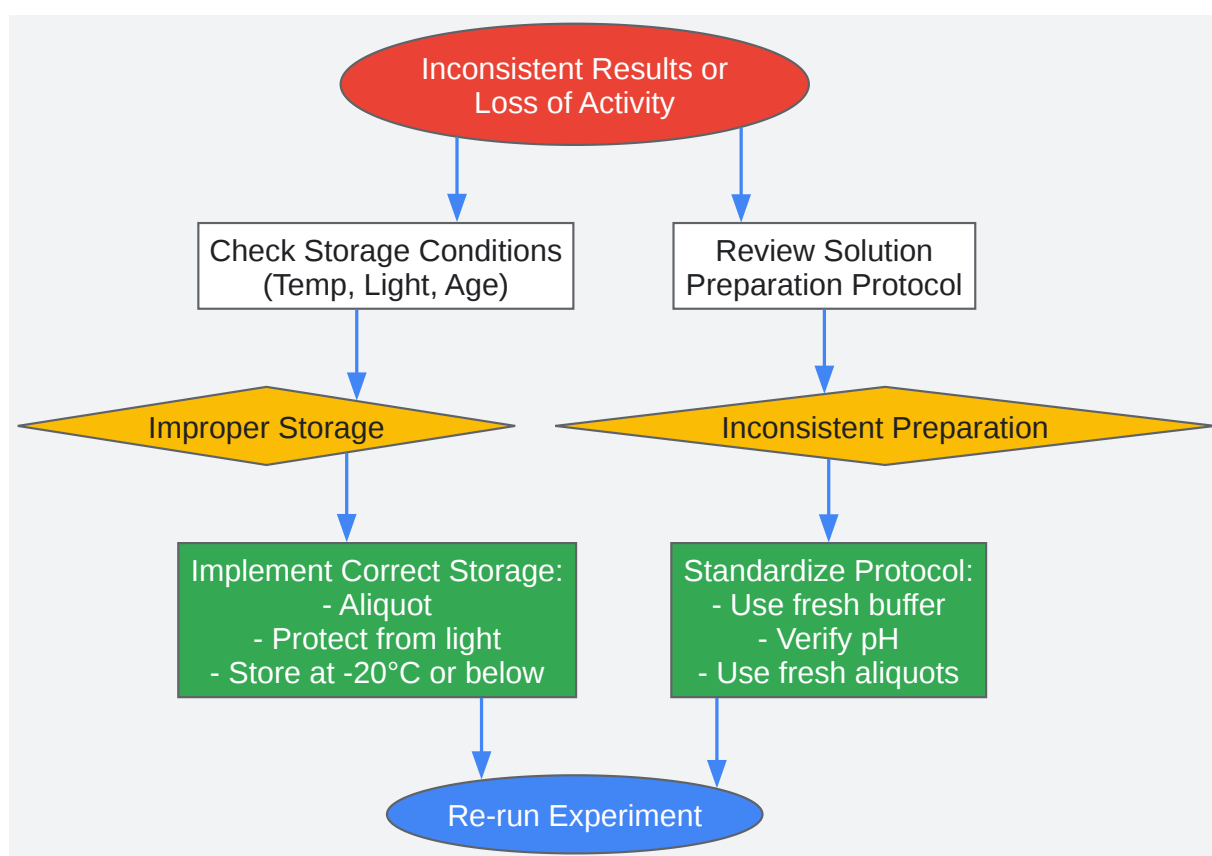 Inconsistent Results or
Loss of Activity
Check Storage Conditions
(Temp, Light, Age)
Review Solution
Preparation Protocol
Improper Storage
Inconsistent Preparation
Implement Correct Storage:
- Aliquot
- Protect from light
- Store at -20°C or below
Standardize Protocol:
- Use fresh buffer
- Verify pH
- Use fresh aliquots
Re-run Experiment